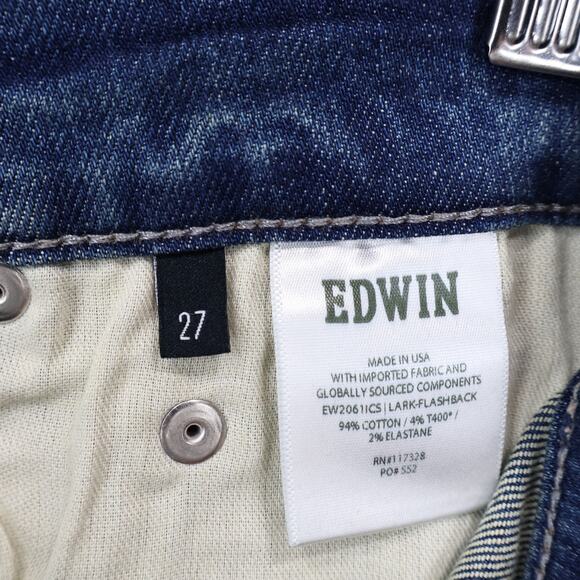 27
EDWIN
MADE IN USA
WITH IMPORTED FABRIC AND
GLOBALLY SOURCED COMPONENTS
EW2061ICS | LARK-FLASHBACK
94% COTTON / 4% T400* /
2% ELASTANE
RN#117328
PO# 552